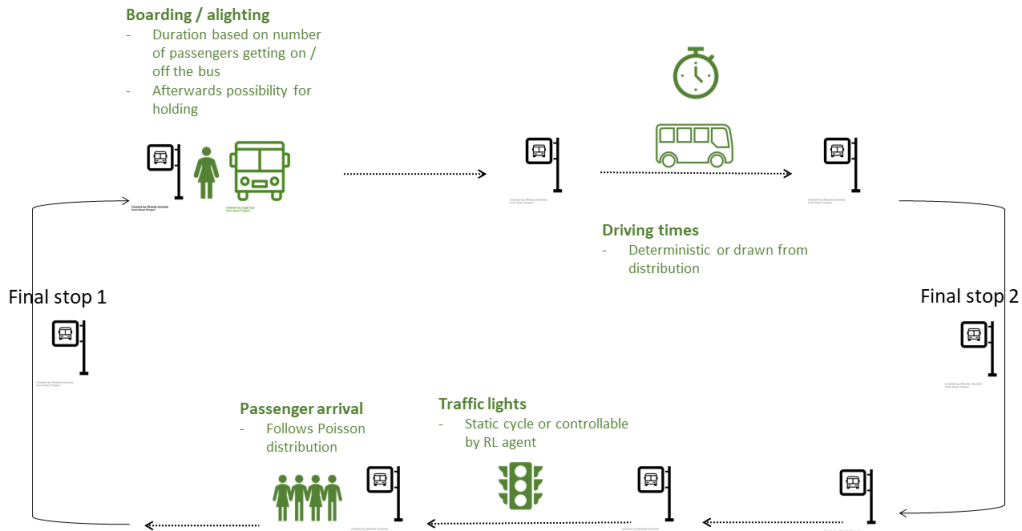 Boarding / alighting
- Duration based on number
of passengers getting on /
off the bus
- Afterwards possibility for
holding
Driving times
- Deterministic or drawn from
distribution
Final stop 1
Final stop 2
Passenger arrival
- Follows Poisson
distribution
Traffic lights
- Static cycle or controllable
by RL agent